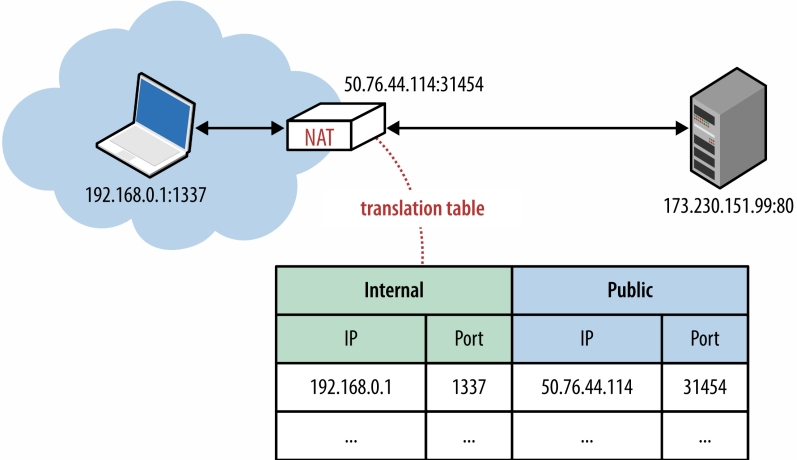 50.76.44.114:31454
NAT
192.168.0.1:1337
173.230.151.99:80
translation table
Internal Public
IP Port IP Port
192.168.0.1 1337 50.76.44.114 31454
... ... ... ...